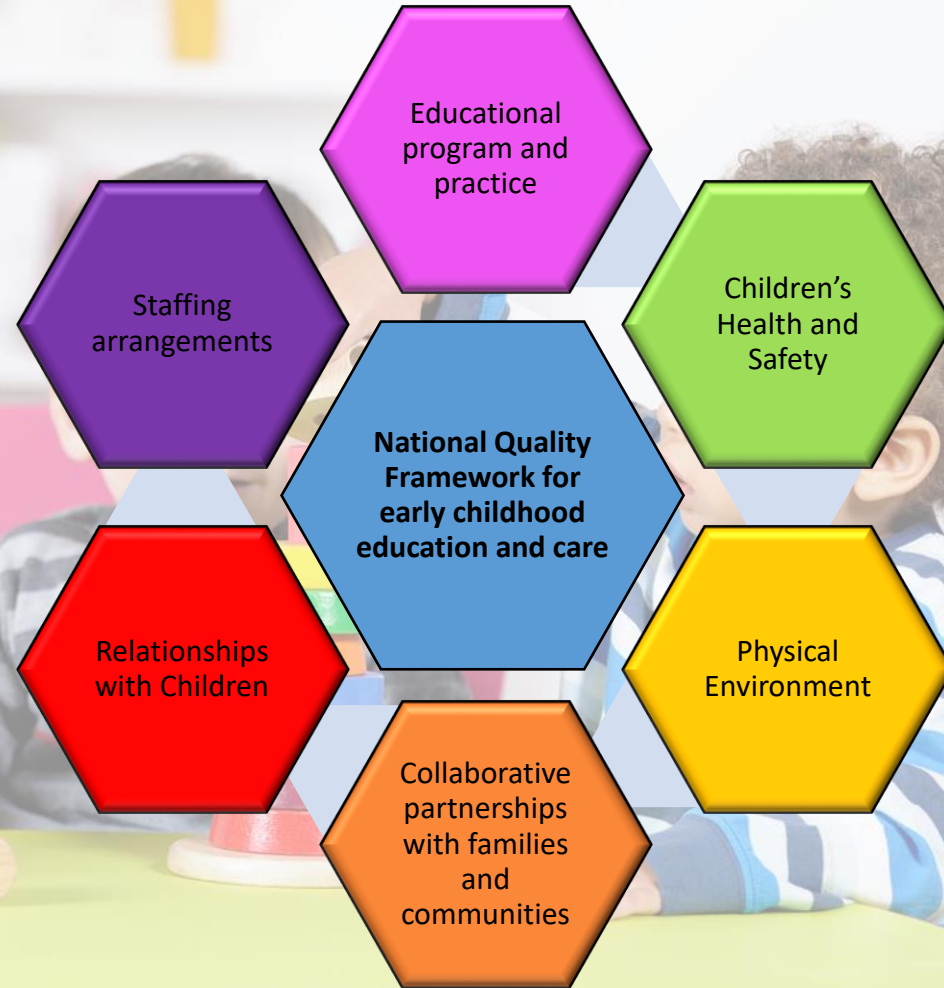 Educational
program and
practice
Children’s
Health and
Safety
Staffing
arrangements
National Quality
Framework for
early childhood
education and care
Relationships
with Children
Physical
Environment
Collaborative
partnerships
with families
and
communities